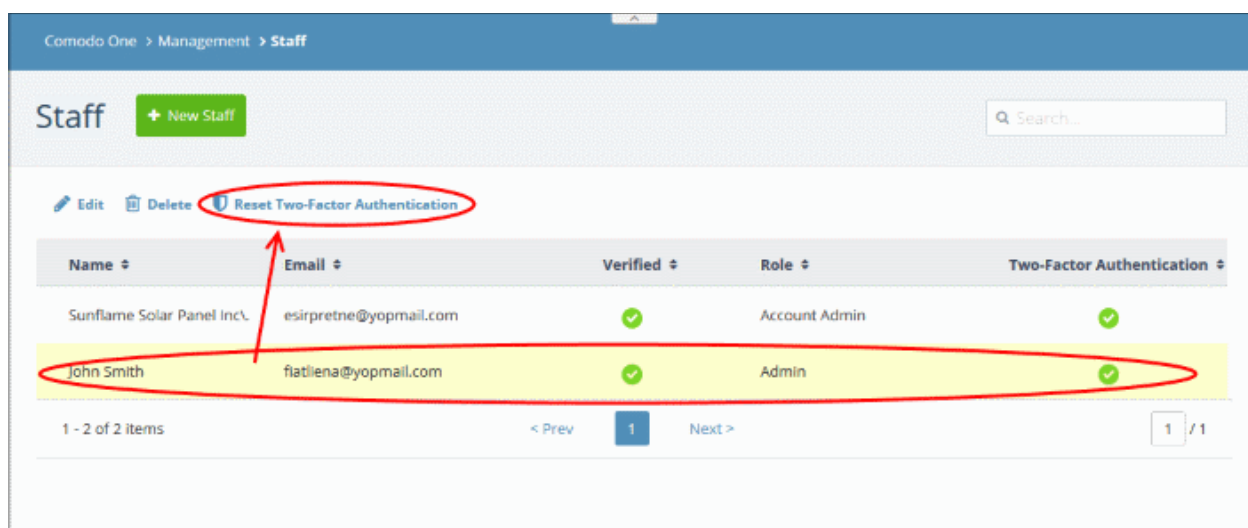 Comodo One > Management > Staff
Staff + New Staff Search...
Edit Delete Reset Two-Factor Authentication
Name Email Verified Role Two-Factor Authentication
Sunflame Solar Panel Inc\. esirpretne@yopmail.com Account Admin
John Smith fiatliena@yopmail.com Admin
1 - 2 of 2 items < Prev 1 Next > 1 / 1